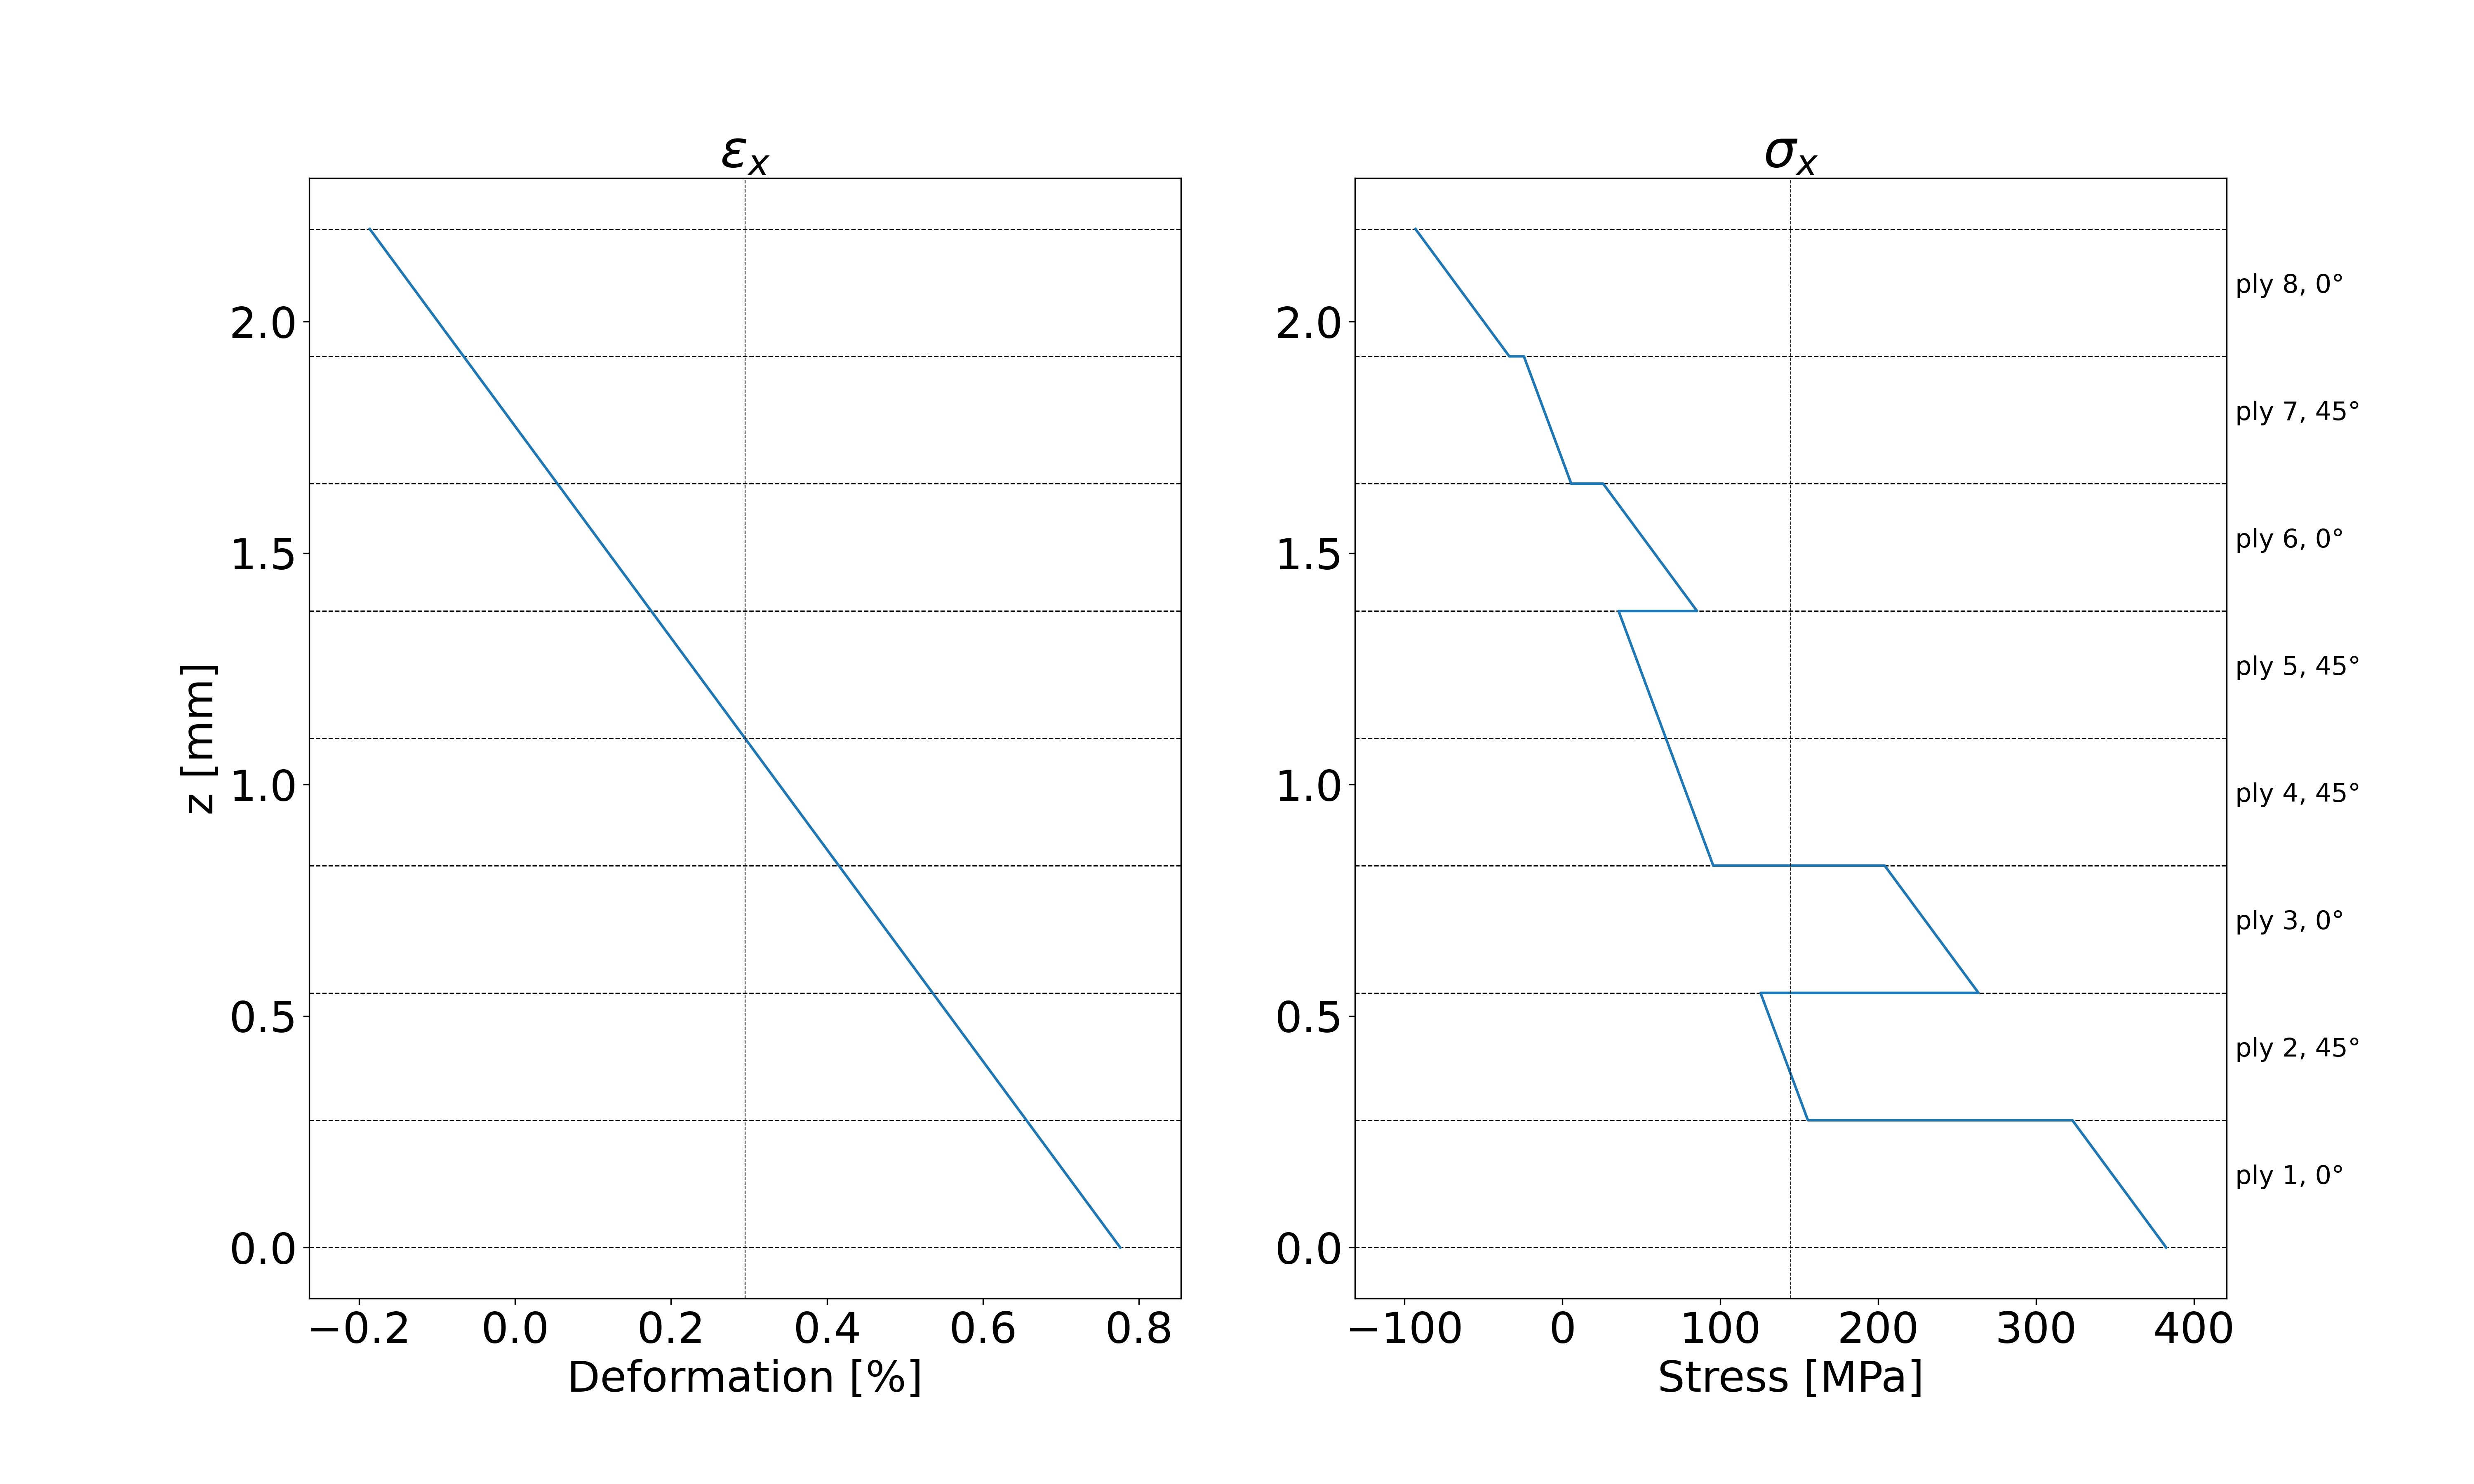 εx
z [mm]
2.0
1.5
1.0
0.5
0.0
−0.2 0.0 0.2 0.4 0.6 0.8
Deformation [%]
σx
2.0
1.5
1.0
0.5
0.0
−100 0 100 200 300 400
Stress [MPa]
ply 8, 0°
ply 7, 45°
ply 6, 0°
ply 5, 45°
ply 4, 45°
ply 3, 0°
ply 2, 45°
ply 1, 0°